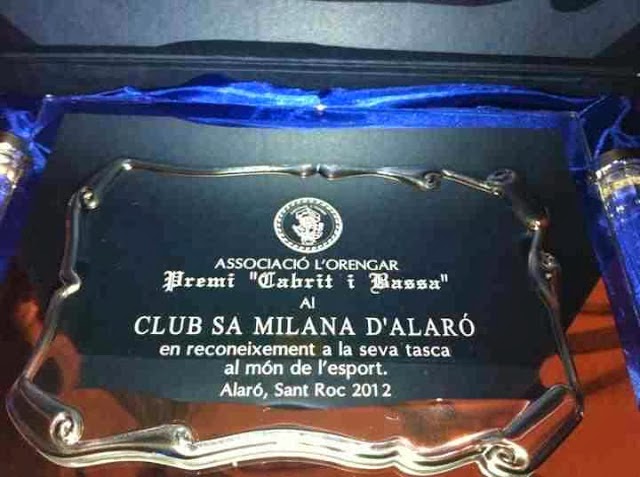 ASSOCIACIÓ L'ORENGAR
Premi "Cabrit i Bassa"
Al
CLUB SA MILANA D'ALARÓ
en reconeixement a la seva tasca
al món de l'esport.
Alaró, Sant Roc 2012